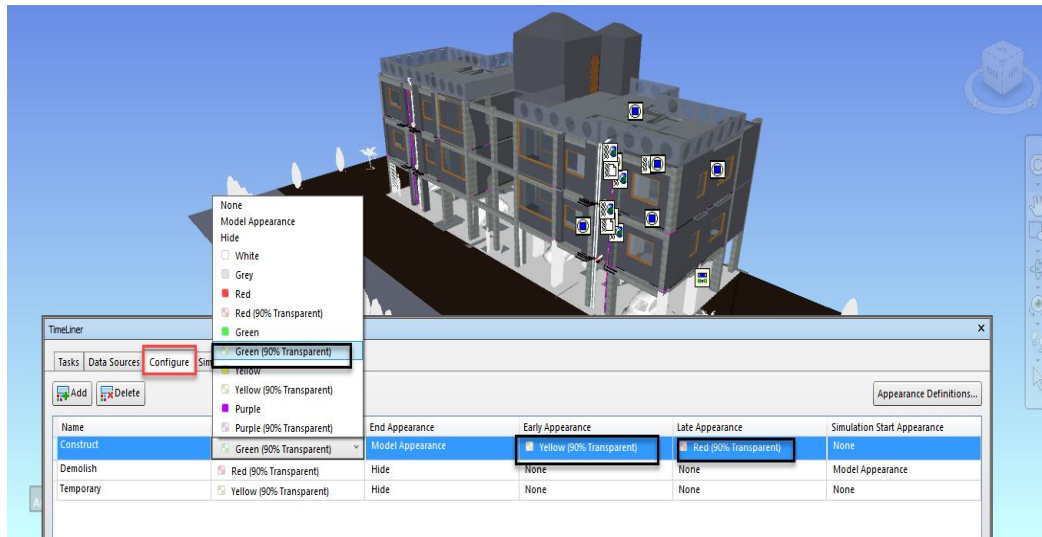 None
Model Appearance
Hide
White
Grey
Red
Red (90% Transparent)
Green
Green (90% Transparent)
Yellow
Yellow (90% Transparent)
Purple
Purple (90% Transparent)
TimeLiner
X
Tasks Data Sources Configure
Add Delete Appearance Definitions...
Name End Appearance Early Appearance Late Appearance Simulation Start Appearance
Construct Green (90% Transparent) Model Appearance Yellow (90% Transparent) Red (90% Transparent) None
Demolish Red (90% Transparent) Hide None None Model Appearance
Temporary Yellow (90% Transparent) Hide None None None